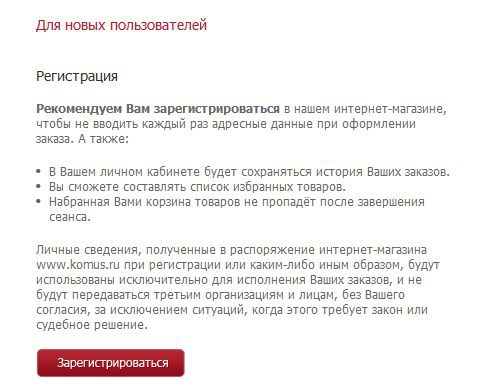 Для новых пользователей
Регистрация
Рекомендуем Вам зарегистрироваться в нашем интернет-магазине,
чтобы не вводить каждый раз адресные данные при оформлении
заказа. А также:
• В Вашем личном кабинете будет сохраняться история Ваших заказов.
• Вы сможете составлять список избранных товаров.
• Набранная Вами корзина товаров не пропадёт после завершения
сеанса.
Личные сведения, полученные в распоряжение интернет-магазина
www.komus.ru при регистрации или каким-либо иным образом, будут
использованы исключительно для исполнения Ваших заказов, и не
будут передаваться третьим организациям и лицам, без Вашего
согласия, за исключением ситуаций, когда этого требует закон или
судебное решение.
Зарегистрироваться